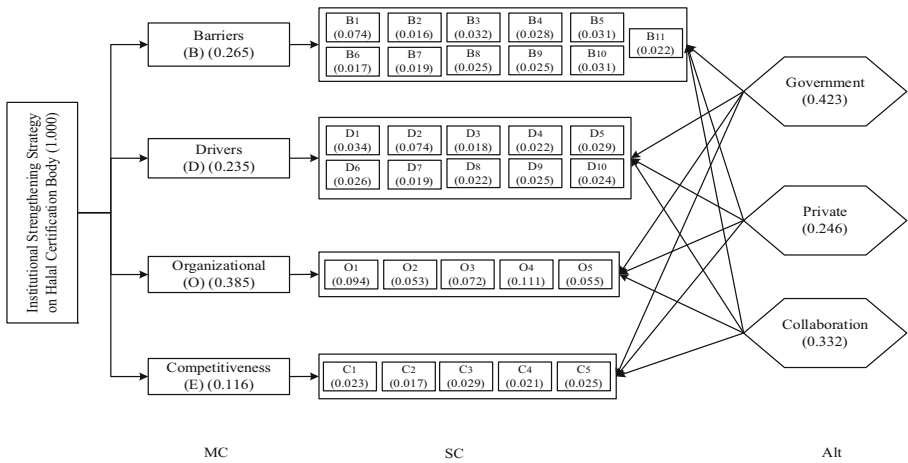 Institutional Strengthening Strategy
on Halal Certification Body (1.000)
Barriers
(B) (0.265)
B1
(0.074)
B2
(0.016)
B3
(0.032)
B4
(0.028)
B5
(0.031)
B6
(0.017)
B7
(0.019)
B8
(0.025)
B9
(0.025)
B10
(0.031)
B11
(0.022)
Drivers
(D) (0.235)
D1
(0.034)
D2
(0.074)
D3
(0.018)
D4
(0.022)
D5
(0.029)
D6
(0.026)
D7
(0.019)
D8
(0.022)
D9
(0.025)
D10
(0.024)
Organizational
(O) (0.385)
O1
(0.094)
O2
(0.053)
O3
(0.072)
O4
(0.111)
O5
(0.055)
Competitiveness
(E) (0.116)
C1
(0.023)
C2
(0.017)
C3
(0.029)
C4
(0.021)
C5
(0.025)
Government
(0.423)
Private
(0.246)
Collaboration
(0.332)
MC
SC
Alt